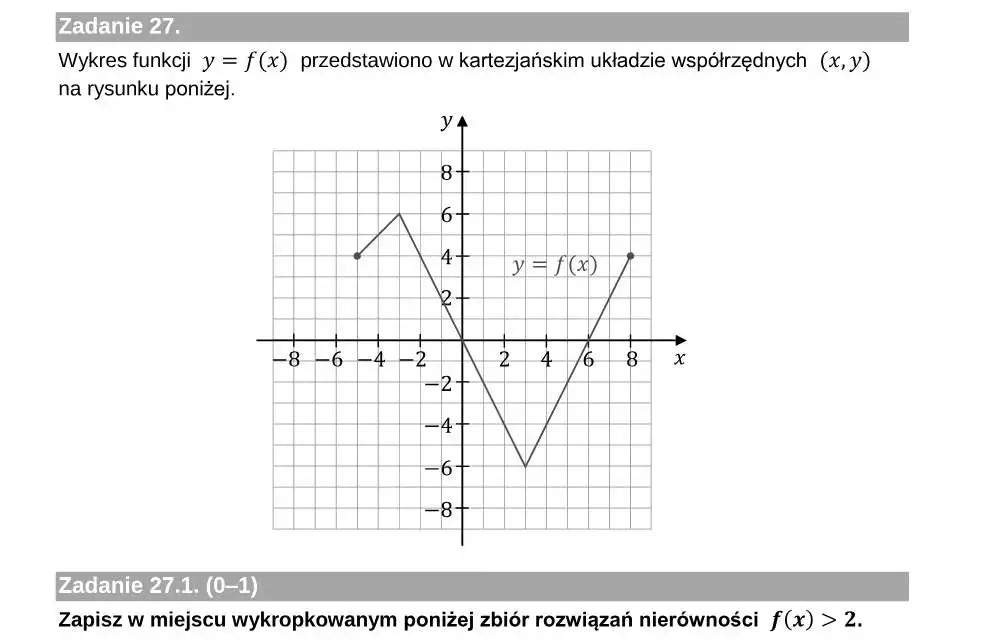 Zadanie 27.
Wykres funkcji y = f(x) przedstawiono w kartezjańskim układzie współrzędnych (x, y)
na rysunku poniżej.
y
8
6
4
y = f(x)
2
−8 −6 −4 −2 2 4 6 8 x
−2
−4
−6
−8
Zadanie 27.1. (0–1)
Zapisz w miejscu wykropkowanym poniżej zbiór rozwiązań nierówności f(x) > 2.